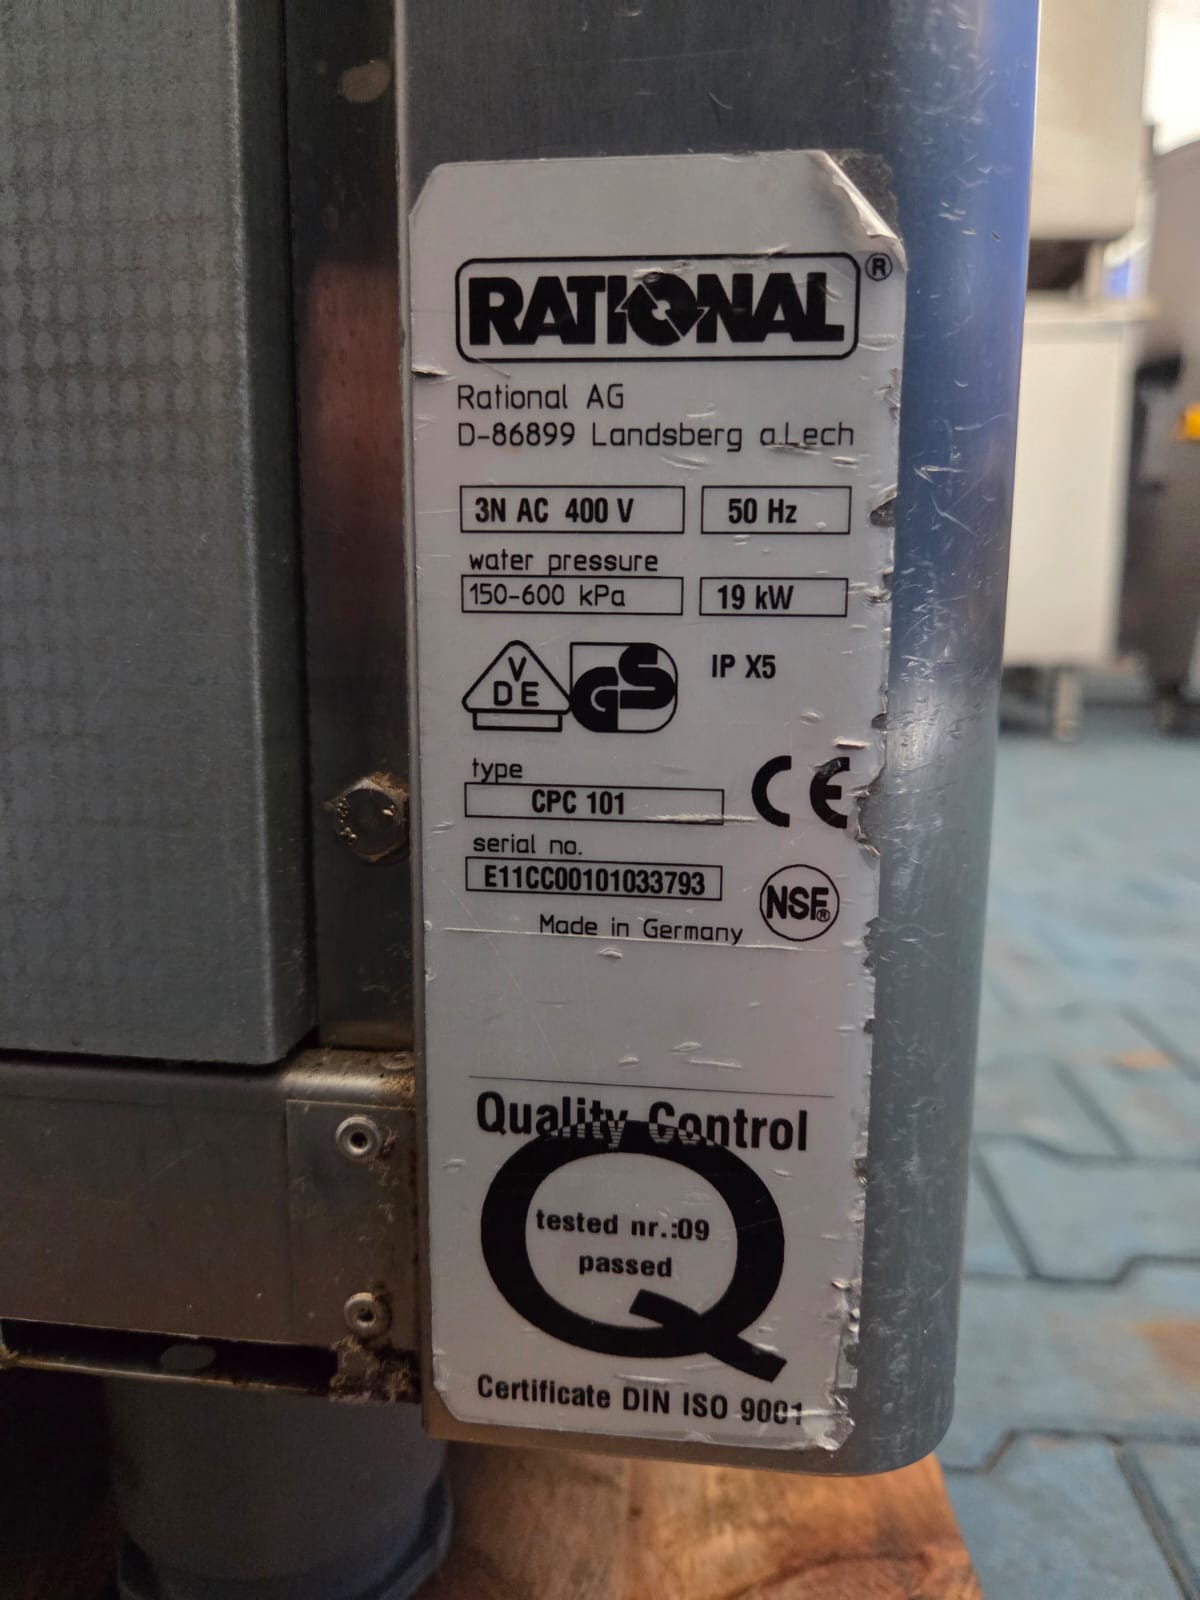 RATIONAL®
Rational AG
D-86899 Landsberg a.Lech
3N AC 400 V 50 Hz
water pressure
150-600 kPa 19 kW
VDE GS IP X5
type
CPC 101 CE
serial no.
E11CC00101033793
NSF®
Made in Germany
Quality Control
Q
tested nr.:09
passed
Certificate DIN ISO 9001